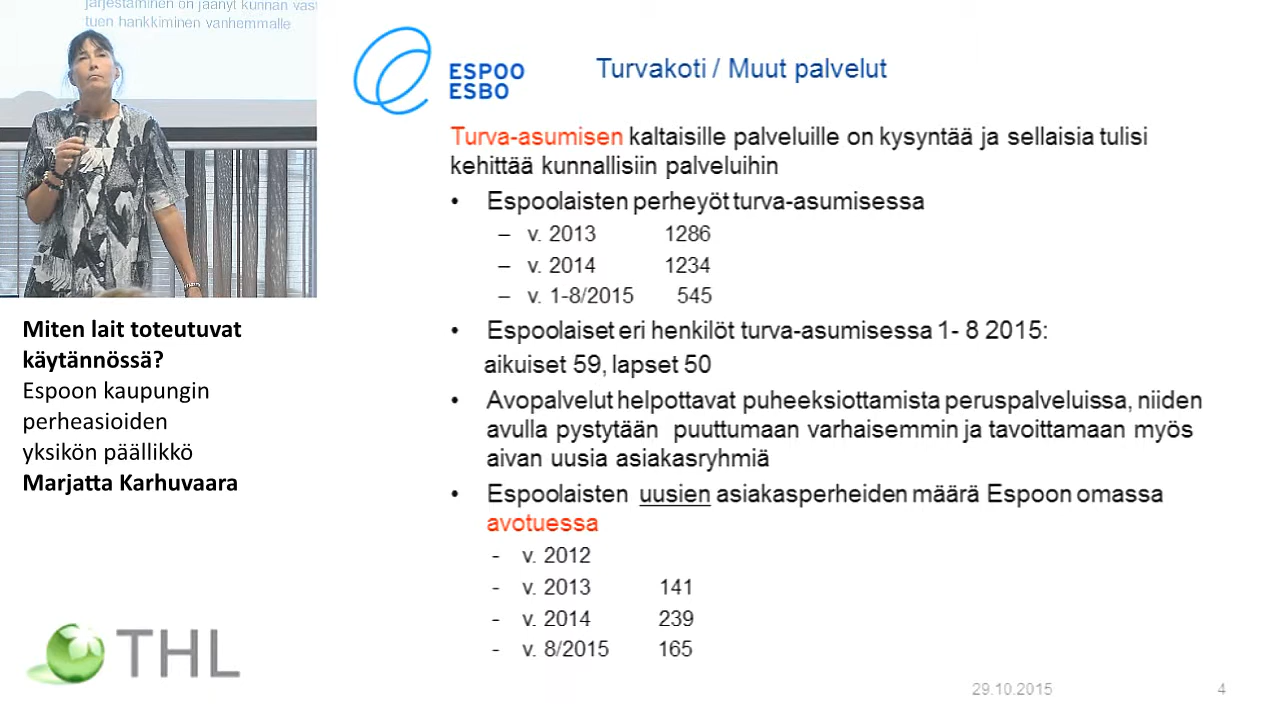 järjestäminen on jäänyt kunnan
tuen hankkiminen vanhemmalle
ESPOO
ESBO
Turvakoti / Muut palvelut
Turva-asumisen kaltaisille palveluille on kysyntää ja sellaisia tulisi
kehittää kunnallisiin palveluihin
• Espoolaisten perheyöt turva-asumisessa
– v. 2013 1286
– v. 2014 1234
– v. 1-8/2015 545
• Espoolaiset eri henkilöt turva-asumisessa 1- 8 2015:
aikuiset 59, lapset 50
• Avopalvelut helpottavat puheeksiottamista peruspalveluissa, niiden
avulla pystytään puuttumaan varhaisemmin ja tavoittamaan myös
aivan uusia asiakasryhmiä
• Espoolaisten uusien asiakasperheiden määrä Espoon omassa
avotuessa
- v. 2012
- v. 2013 141
- v. 2014 239
- v. 8/2015 165
Miten lait toteutuvat
käytännössä?
Espoon kaupungin
perheasioiden
yksikön päällikkö
Marjatta Karhuvaara
THL
29.10.2015 4